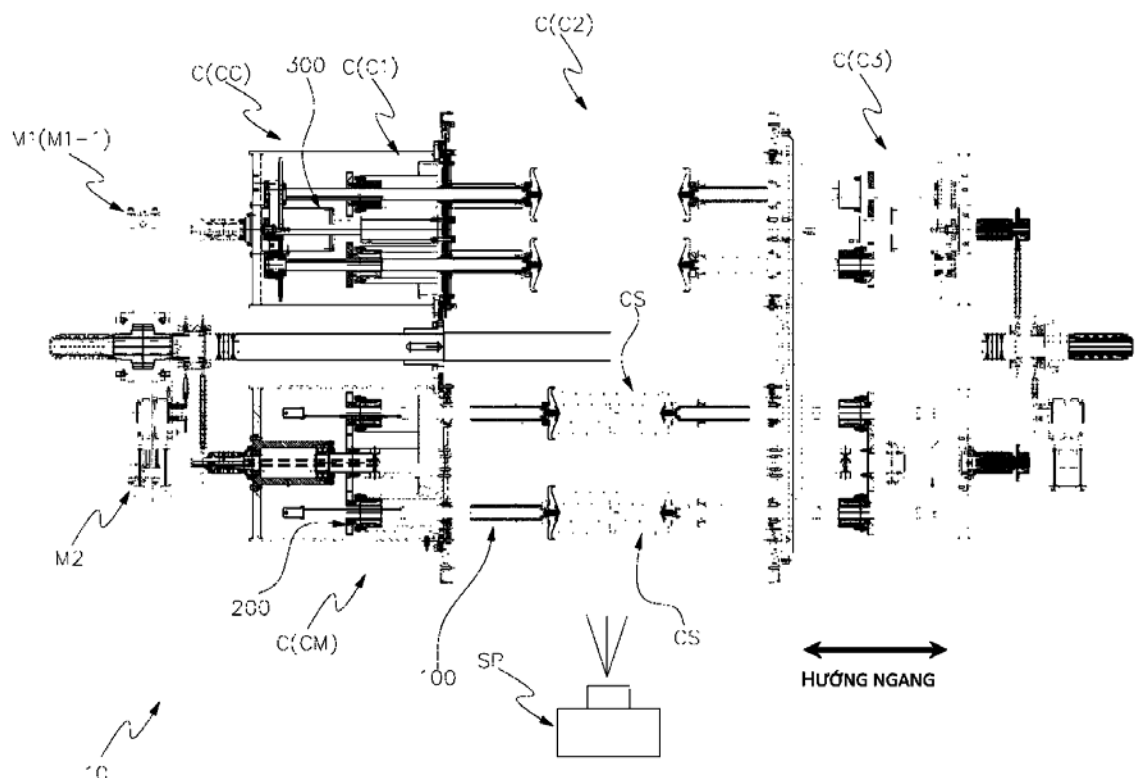 C(C2)
300
C(C1)
C(C3)
C(CC)
M1(M1-1)
CS
M2
200
C(CM)
100
SP
CS
HƯỚNG NGANG
10